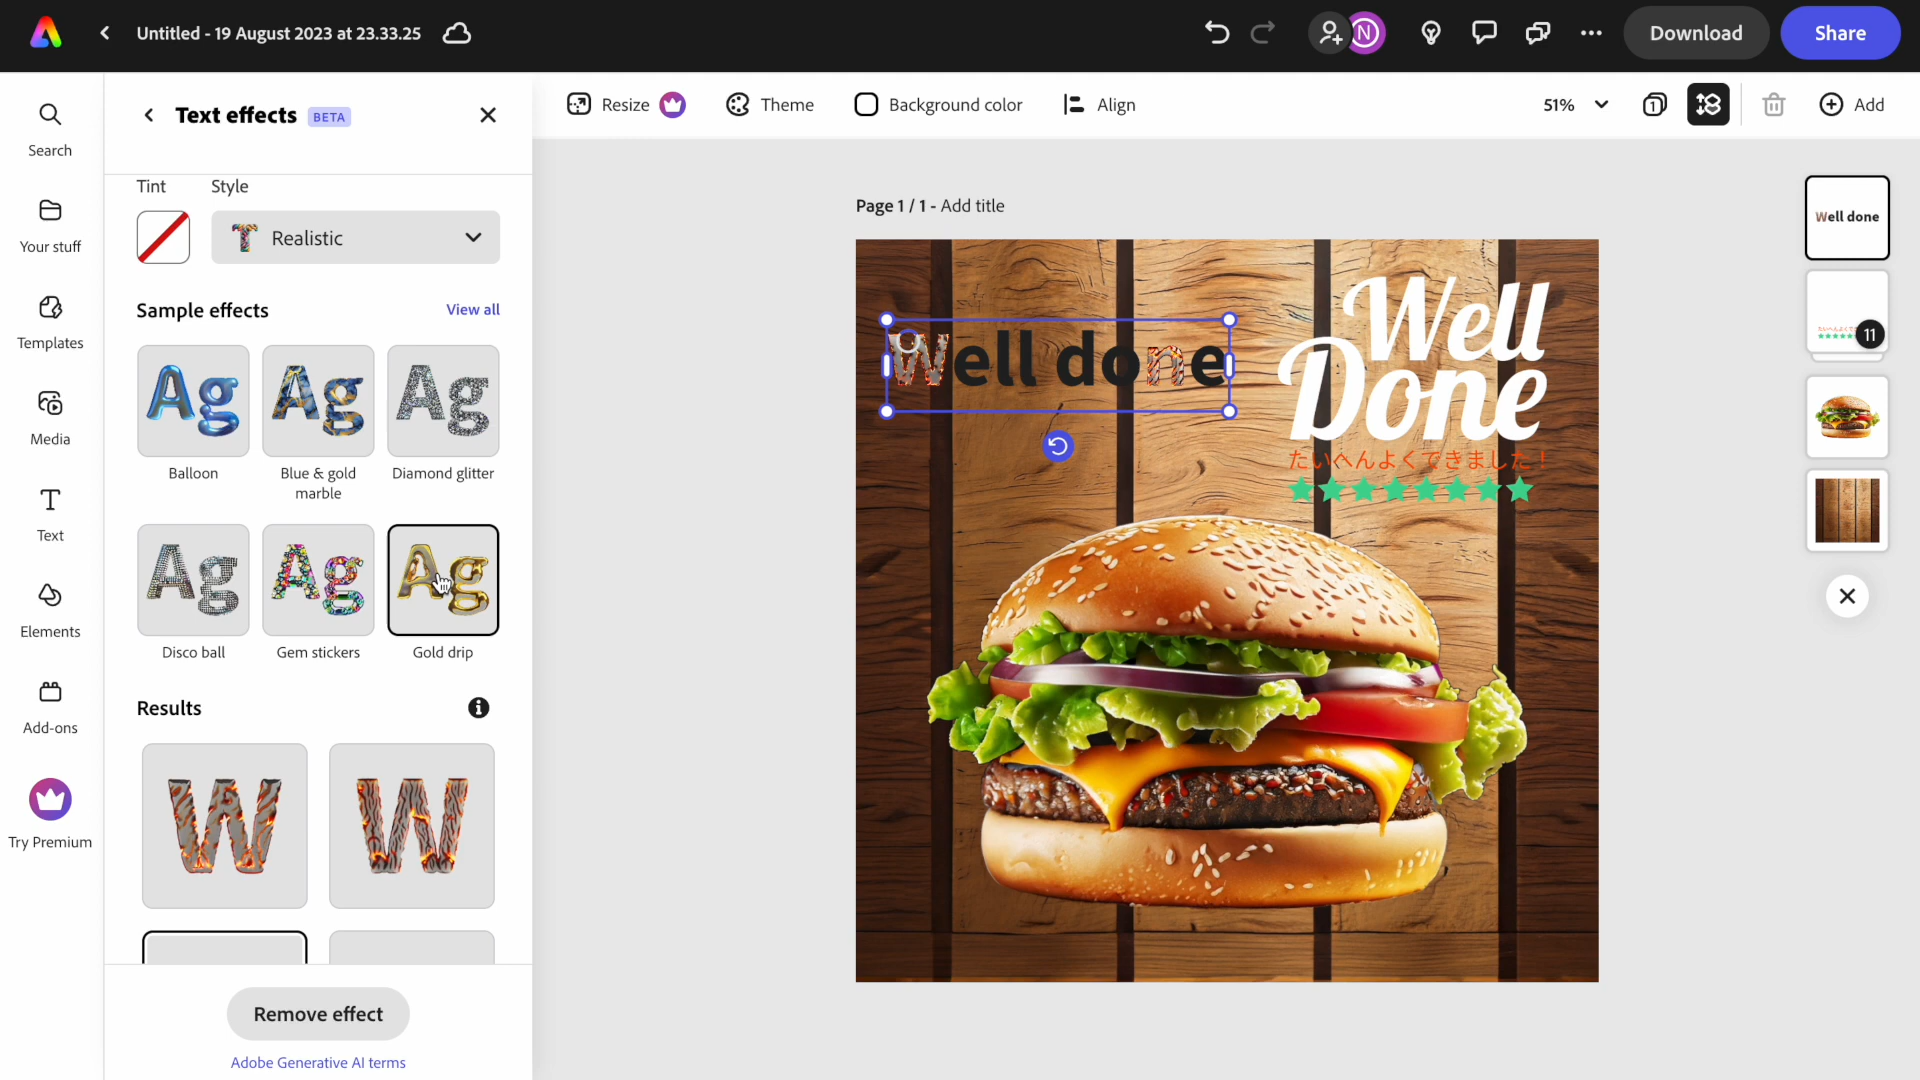 Untitled - 19 August 2023 at 23.33.25
N
Download
Share
Search
Your stuff
Templates
Media
Text
Elements
Add-ons
Try Premium
Text effects BETA
Tint Style
Realistic
Sample effects View all
Ag Ag Ag
Balloon Blue & gold marble Diamond glitter
Ag Ag Ag
Disco ball Gem stickers Gold drip
Results
W W
Remove effect
Adobe Generative AI terms
Resize Theme Background color Align
51% Add
Page 1 / 1 - Add title
Well done
Well
Done
たいへんよくできました！
Well done
11